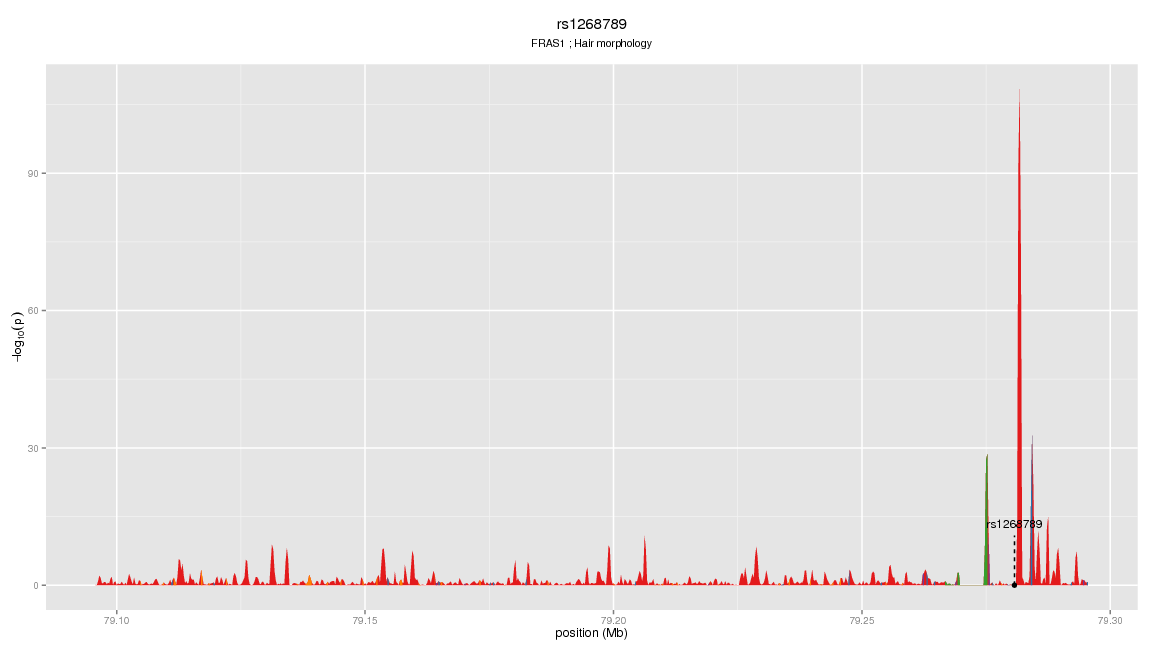 rs1268789
FRAS1 ; Hair morphology
−log10(p)
90
60
30
0
rs1268789
79.10
79.15
79.20
79.25
79.30
position (Mb)